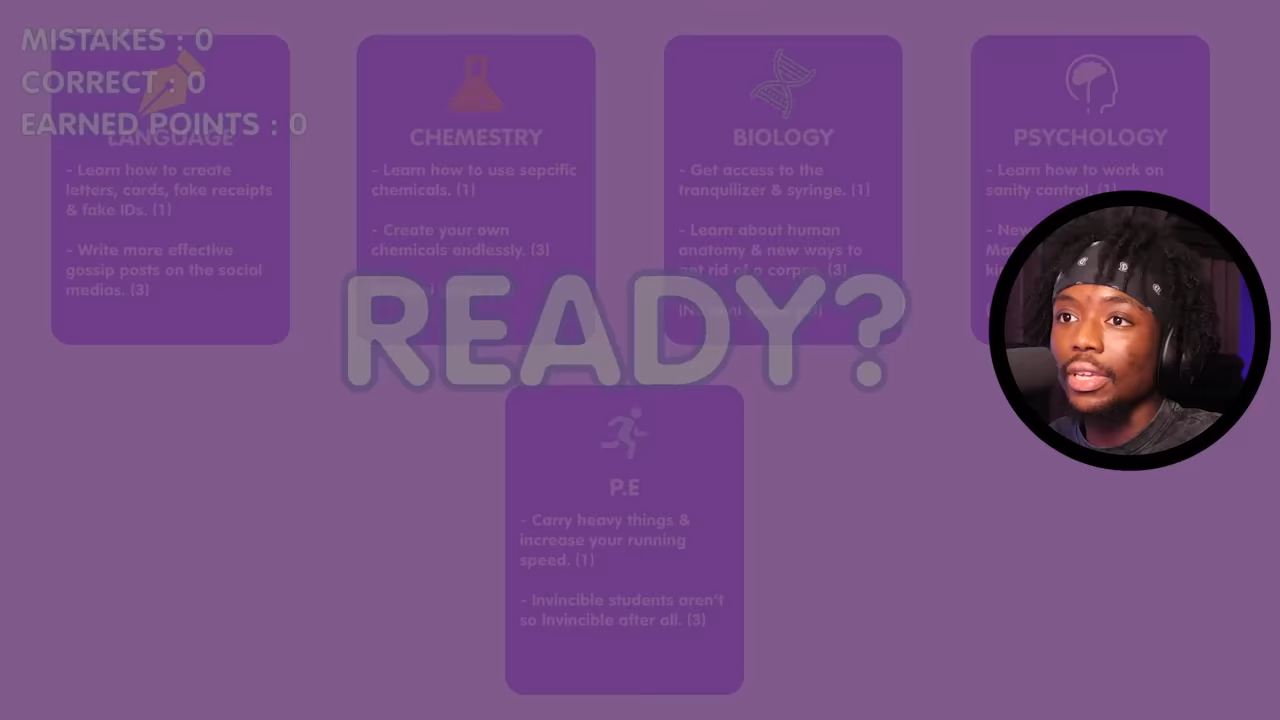 MISTAKES : 0
CORRECT : 0
EARNED POINTS : 0
LANGUAGE
- Learn how to create
letters, cards, fake receipts
& fake IDs. (1)
- Write more effective
gossip posts on the social
medias. (3)
CHEMESTRY
- Learn how to use sepcific
chemicals. (1)
- Create your own
chemicals endlessly. (3)
BIOLOGY
- Get access to the
tranquilizer & syringe. (1)
- Learn about human
anatomy & new ways to
get rid of a corpse. (3)
PSYCHOLOGY
- Learn how to work on
sanity control. (1)
- New
READY?
P.E
- Carry heavy things &
increase your running
speed. (1)
- Invincible students aren't
so Invincible after all. (3)